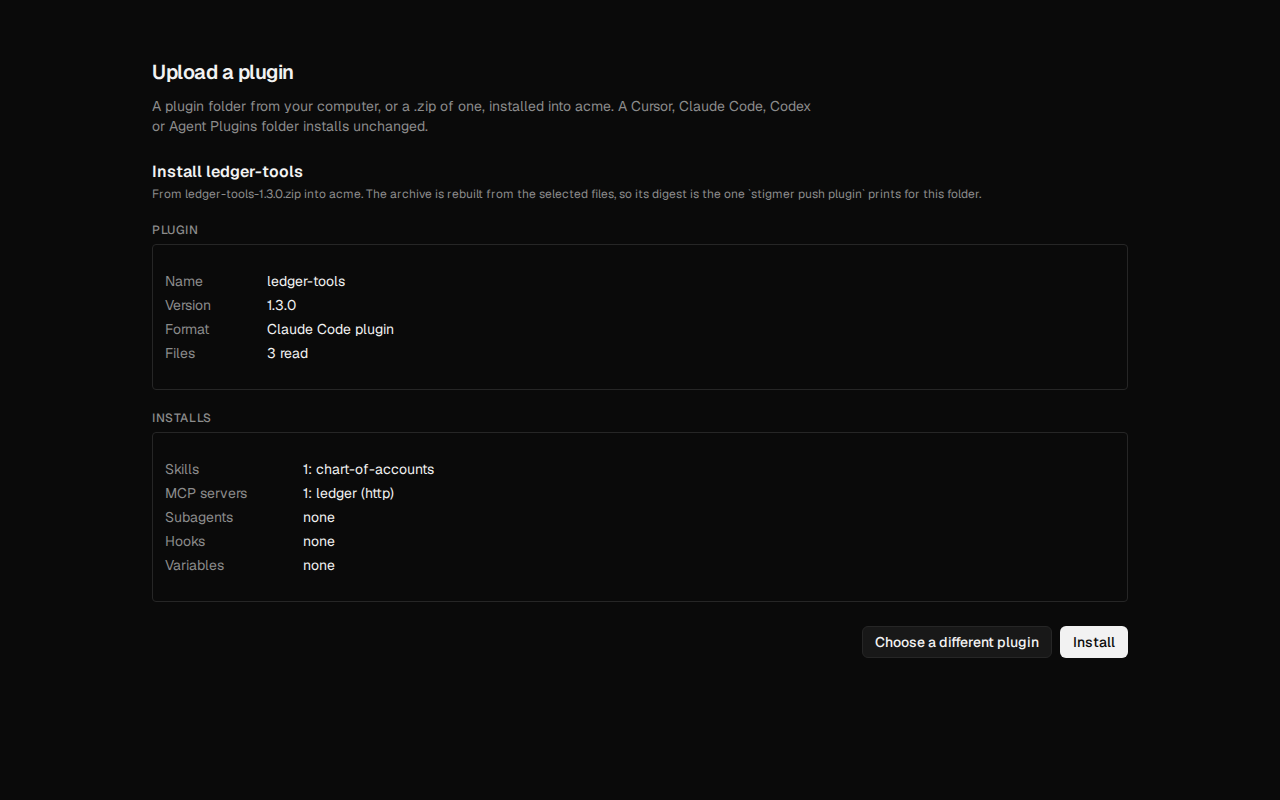 Upload a plugin
A plugin folder from your computer, or a .zip of one, installed into acme. A Cursor, Claude Code, Codex
or Agent Plugins folder installs unchanged.
Install ledger-tools
From ledger-tools-1.3.0.zip into acme. The archive is rebuilt from the selected files, so its digest is the one `stigmer push plugin` prints for this folder.
PLUGIN
Name ledger-tools
Version 1.3.0
Format Claude Code plugin
Files 3 read
INSTALLS
Skills 1: chart-of-accounts
MCP servers 1: ledger (http)
Subagents none
Hooks none
Variables none
Choose a different plugin Install